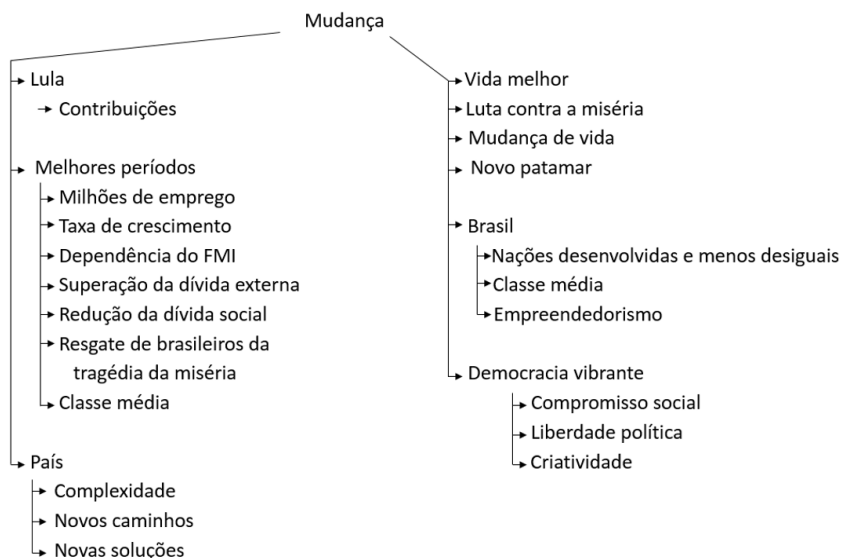 Mudança
Lula
Contribuições
Melhores períodos
Milhões de emprego
Taxa de crescimento
Dependência do FMI
Superação da dívida externa
Redução da dívida social
Resgate de brasileiros da
tragédia da miséria
Classe média
País
Complexidade
Novos caminhos
Novas soluções
Vida melhor
Luta contra a miséria
Mudança de vida
Novo patamar
Brasil
Nações desenvolvidas e menos desiguais
Classe média
Empreendedorismo
Democracia vibrante
Compromisso social
Liberdade política
Criatividade